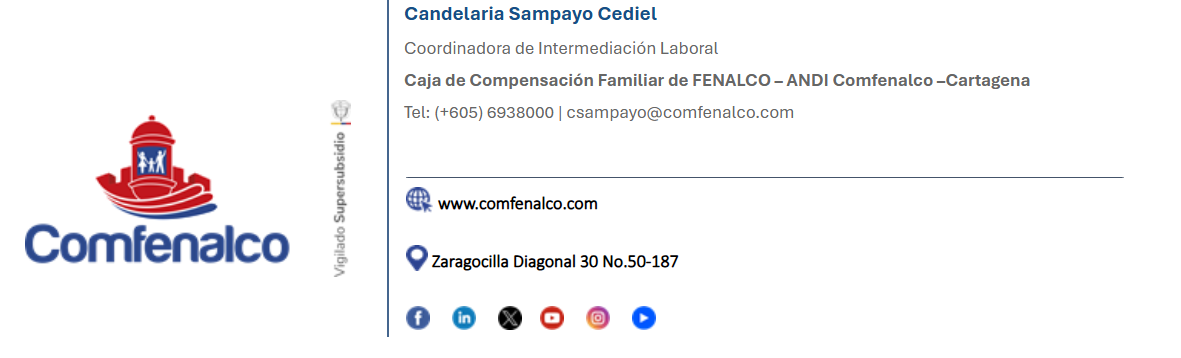 Candelaria Sampayo Cediel
Coordinadora de Intermediación Laboral
Caja de Compensación Familiar de FENALCO – ANDI Comfenalco –Cartagena
Tel: (+605) 6938000 | csampayo@comfenalco.com
www.comfenalco.com
Zaragocilla Diagonal 30 No.50-187
Comfenalco
Vigilado Supersubsidio